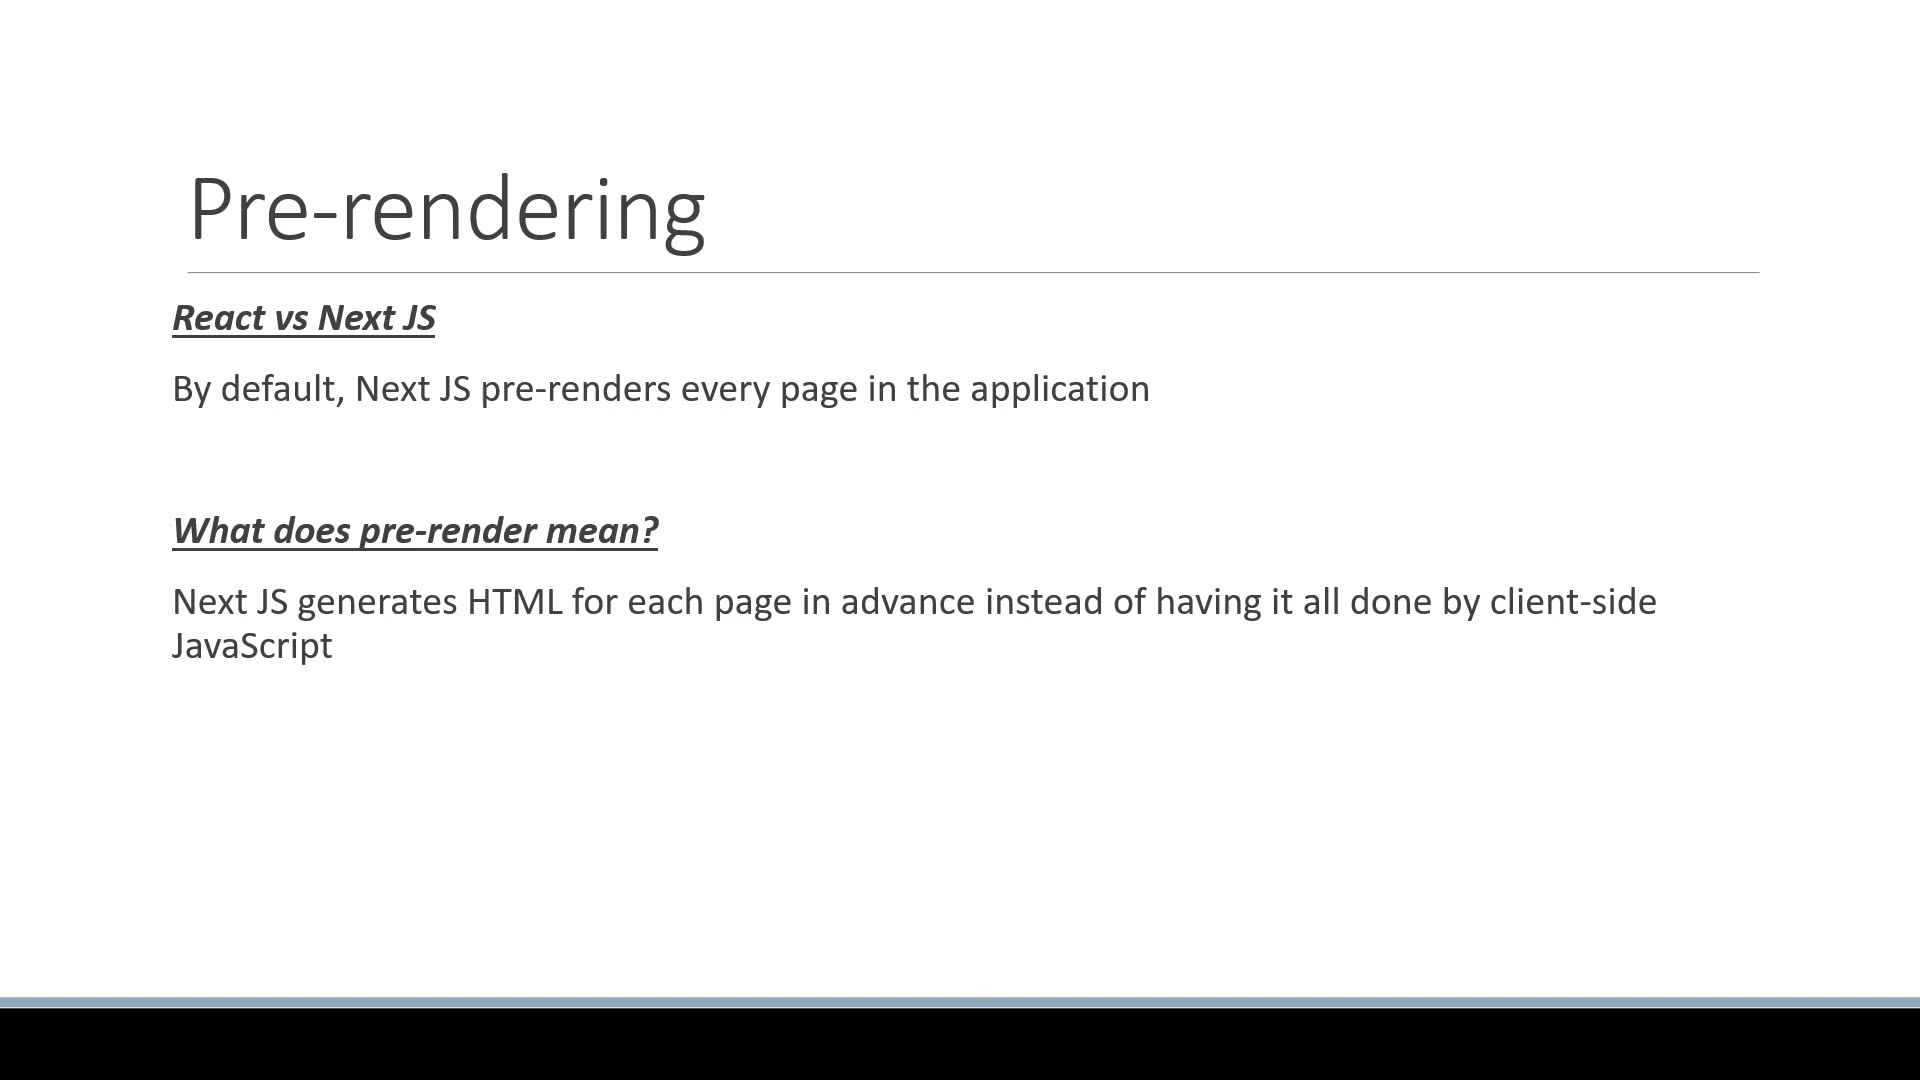 Pre-rendering
React vs Next JS
By default, Next JS pre-renders every page in the application
What does pre-render mean?
Next JS generates HTML for each page in advance instead of having it all done by client-side
JavaScript